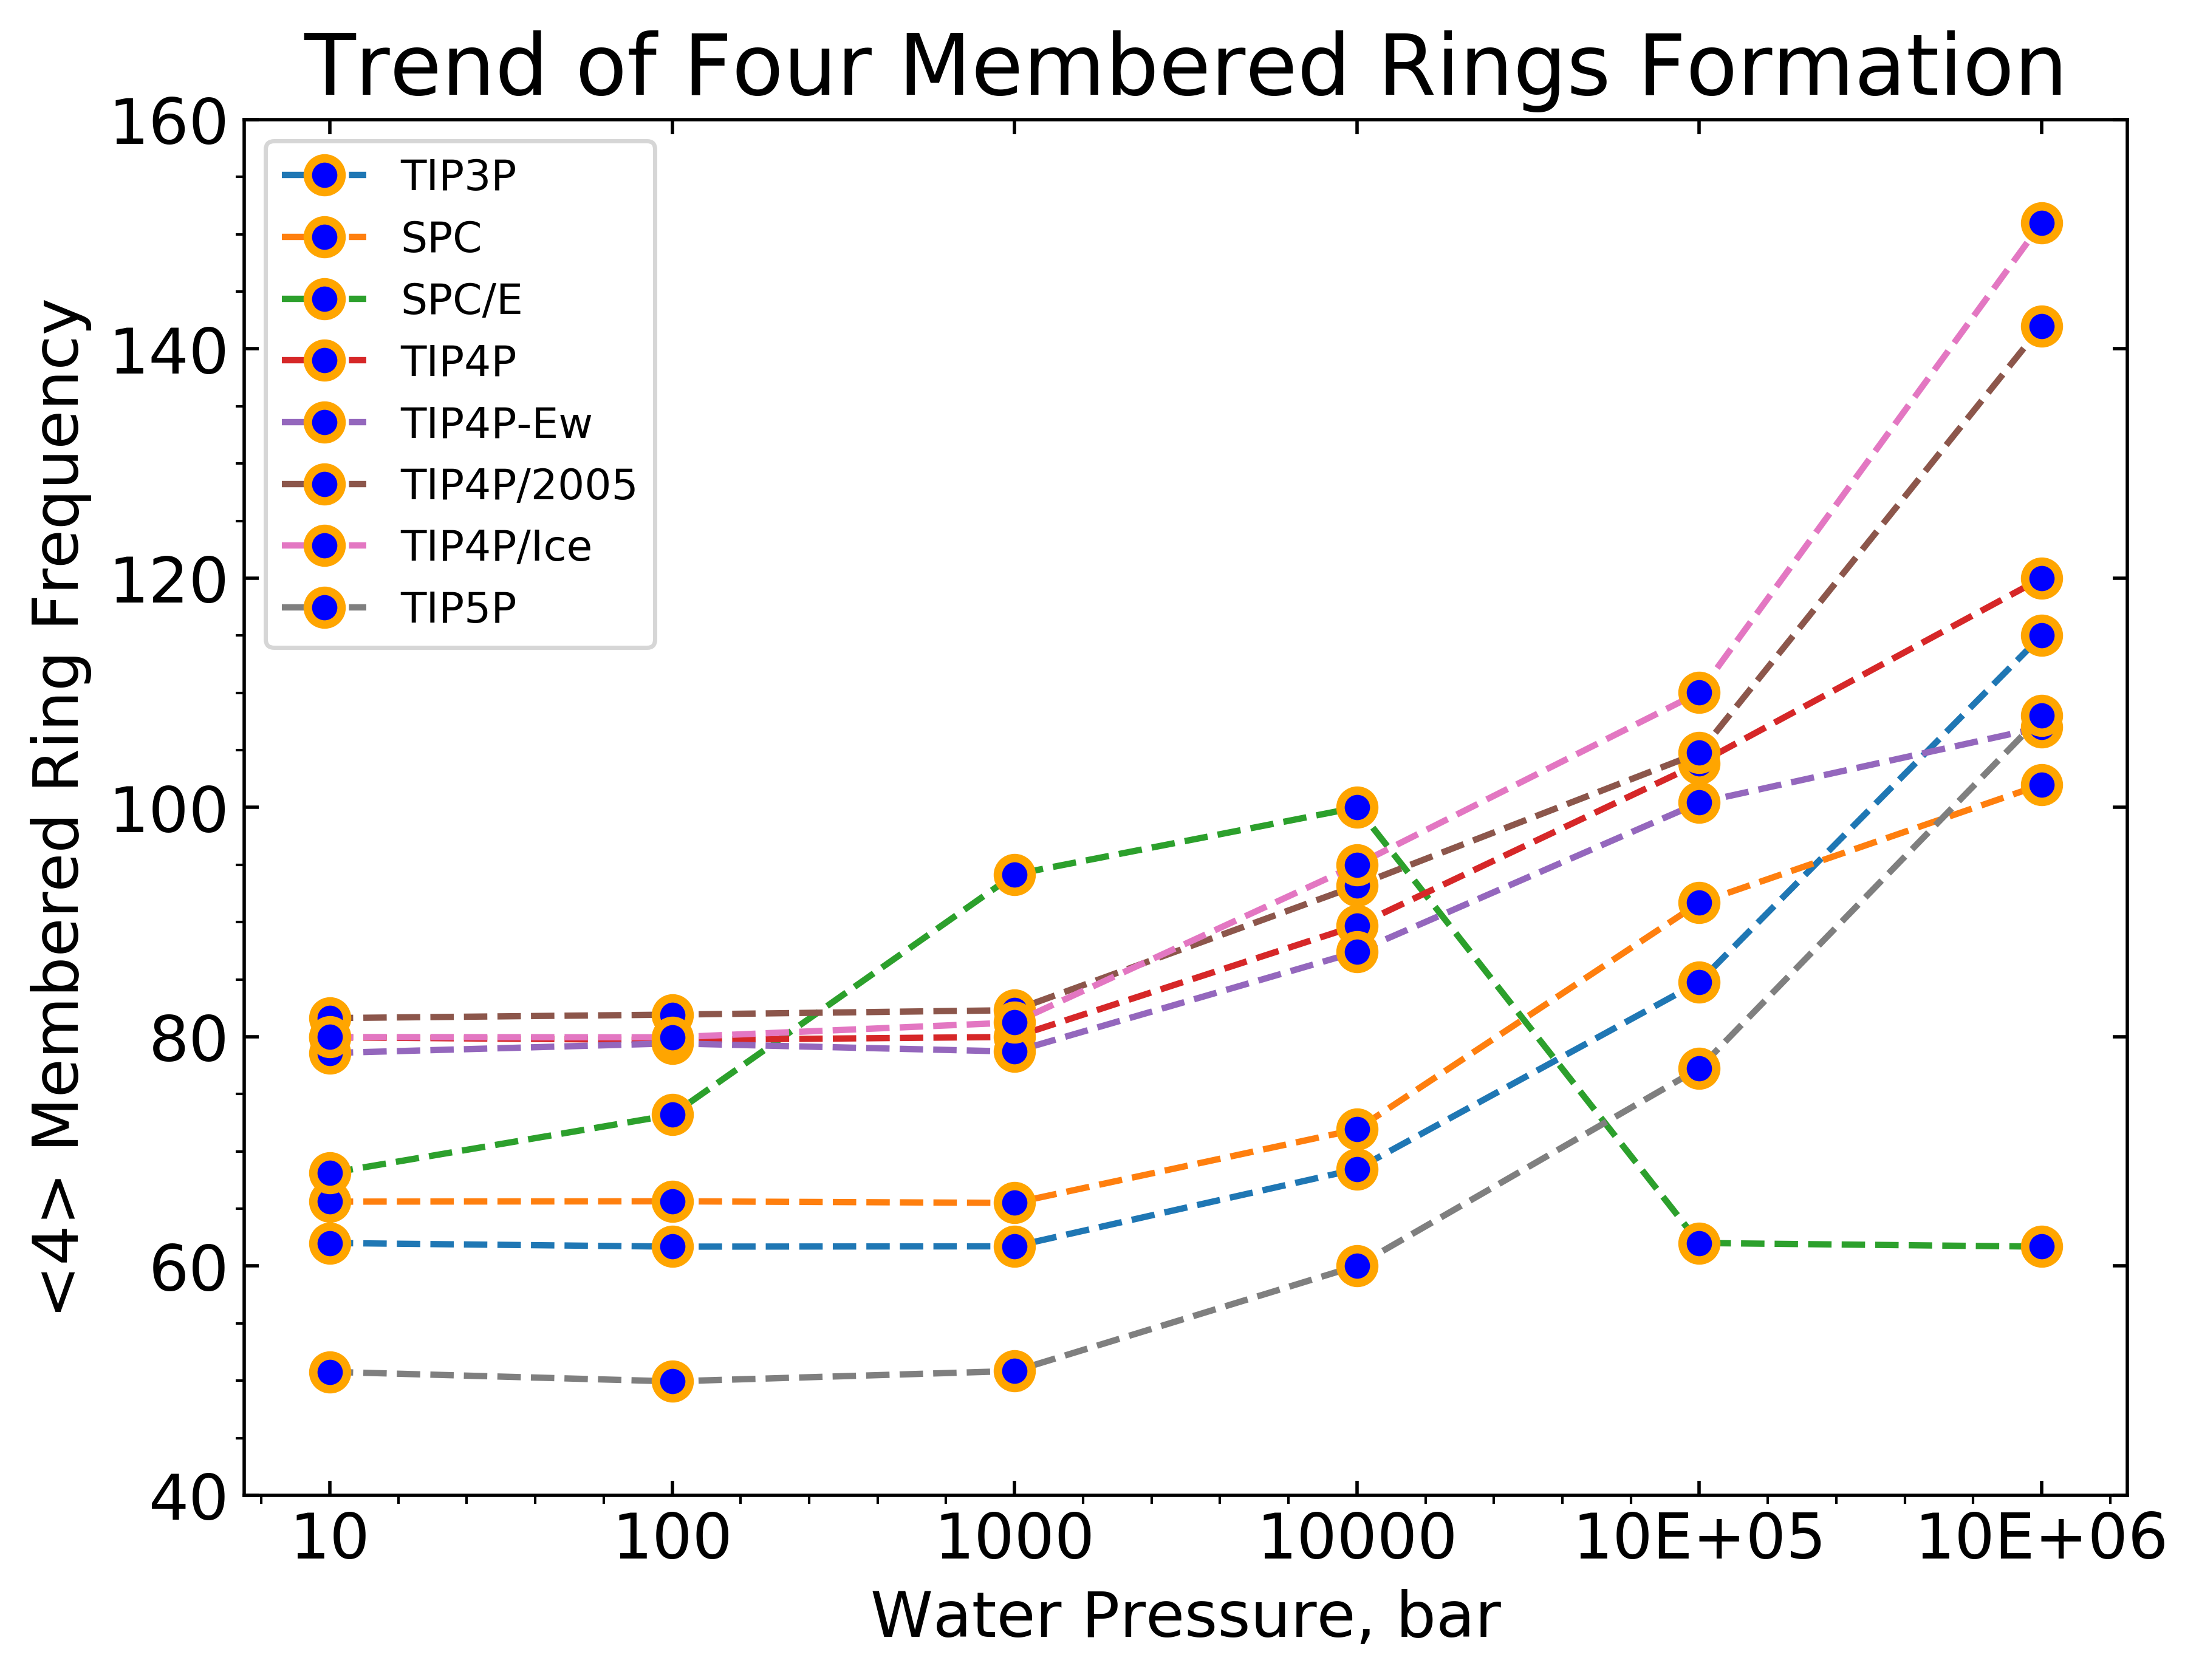 Trend of Four Membered Rings Formation
160
140
120
100
80
60
40
<4> Membered Ring Frequency
TIP3P
SPC
SPC/E
TIP4P
TIP4P-Ew
TIP4P/2005
TIP4P/Ice
TIP5P
10 100 1000 10000 10E+05 10E+06
Water Pressure, bar